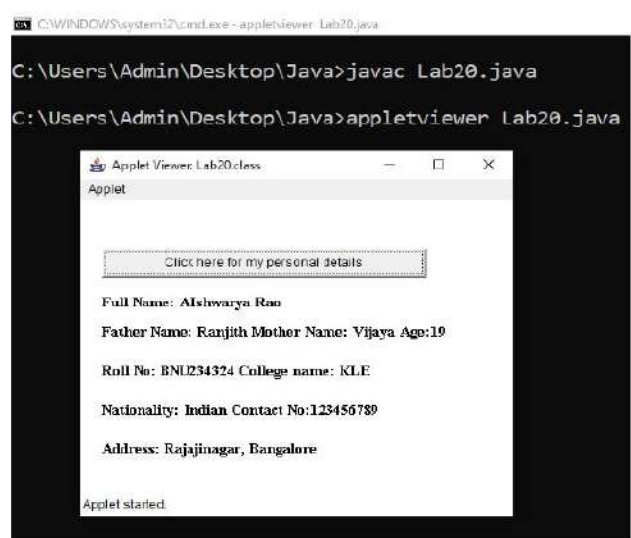 C:\WINDOWS\system32\cmd.exe - appletviewer Lab20.java
C:\Users\Admin\Desktop\Java>javac Lab20.java
C:\Users\Admin\Desktop\Java>appletviewer Lab20.java
Applet Viewer: Lab20.class
Applet
Click here for my personal details
Full Name: AIshwarya Rao
Father Name: Ranjith Mother Name: Vijaya Age:19
Roll No: BNU234324 College name: KLE
Nationality: Indian Contact No:123456789
Address: Rajajinagar, Bangalore
Applet started.